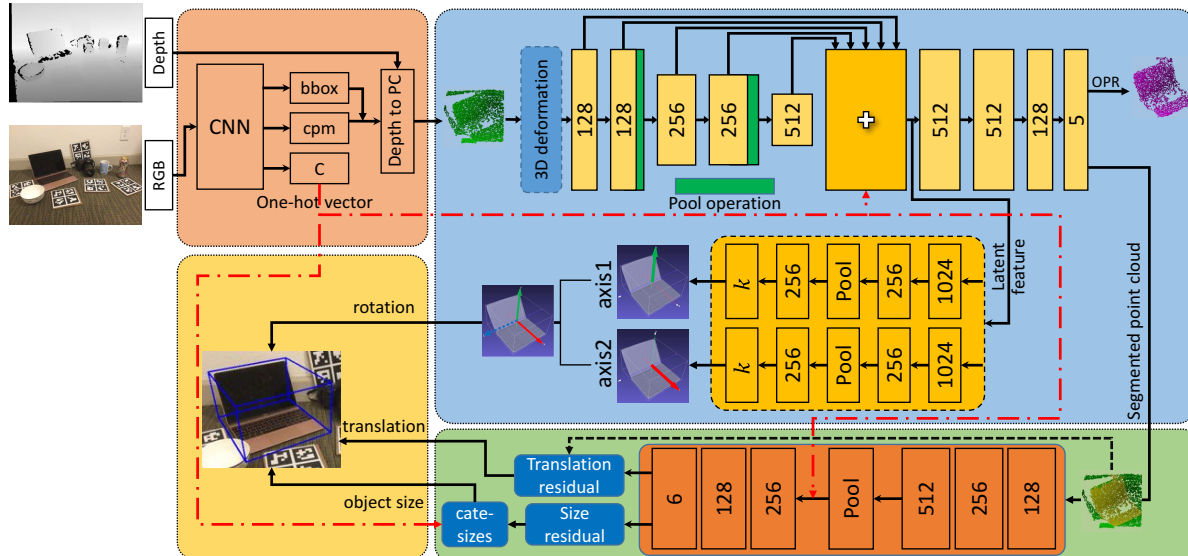 Depth
RGB
CNN
bbox
cpm
C
One-hot vector
Depth to PC
3D deformation
128
128
256
256
512
Pool operation
512
512
128
5
OPR
Latent
feature
Segmented point cloud
axis1
k
256
Pool
256
1024
axis2
k
256
Pool
256
1024
rotation
translation
object size
Translation
residual
cate-
sizes
Size
residual
6
128
256
Pool
512
256
128